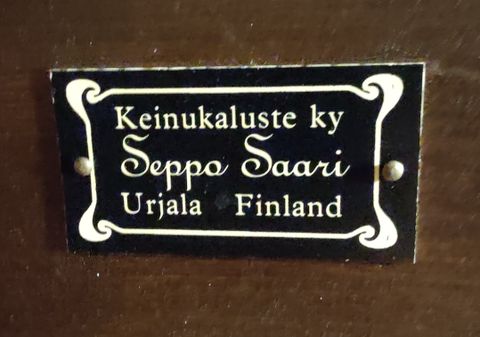 Keinukaluste ky
Seppo Saari
Urjala Finland